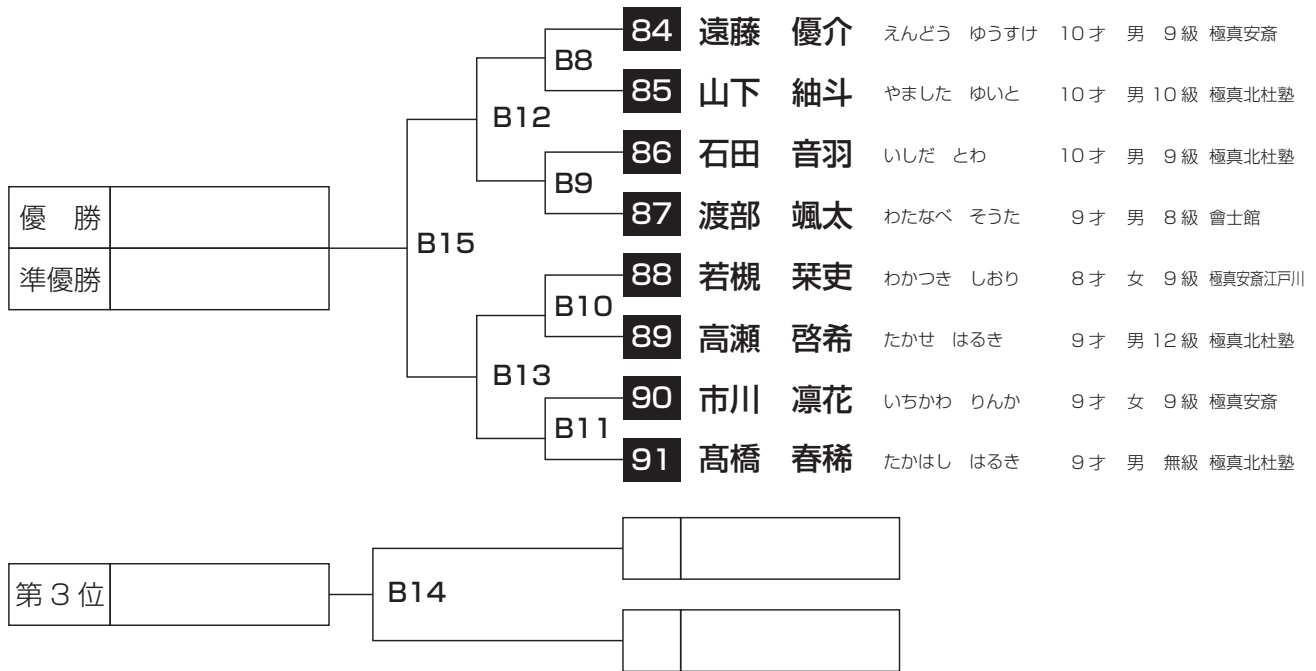 84 遠藤 優介 えんどう ゆうすけ 10才 男 9級 極真安斎
B8
85 山下 紬斗 やました ゆいと 10才 男 10級 極真北杜塾
B12
86 石田 音羽 いしだ とわ 10才 男 9級 極真北杜塾
B9
87 渡部 颯太 わたなべ そうた 9才 男 8級 會士館
優 勝
B15
準優勝
88 若槻 栞吏 わかつき しおり 8才 女 9級 極真安斎江戸川
B10
89 高瀬 啓希 たかせ はるき 9才 男 12級 極真北杜塾
B13
90 市川 凛花 いちかわ りんか 9才 女 9級 極真安斎
B11
91 髙橋 春稀 たかはし はるき 9才 男 無級 極真北杜塾
第3位
B14